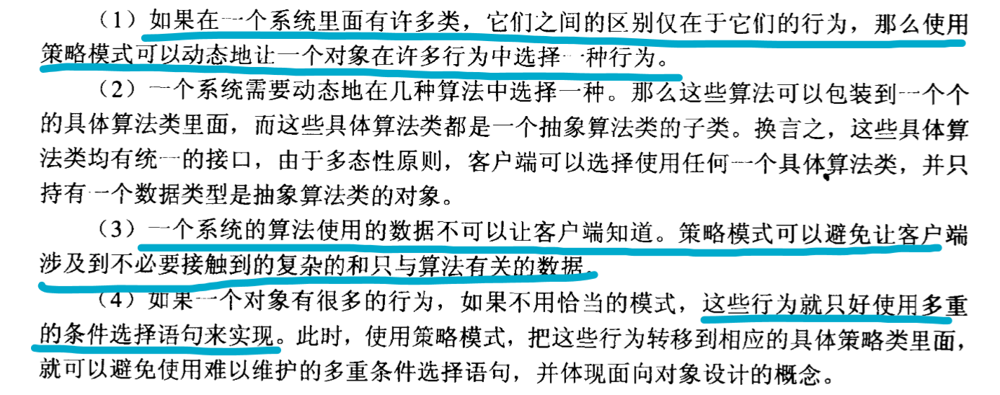 （1）如果在一个系统里面有许多类，它们之间的区别仅在于它们的行为，那么使用
策略模式可以动态地让一个对象在许多行为中选择一种行为。
（2）一个系统需要动态地在几种算法中选择一种。那么这些算法可以包装到一个个
的具体算法类里面，而这些具体算法类都是一个抽象算法类的子类。换言之，这些具体算
法类均有统一的接口，由于多态性原则，客户端可以选择使用任何一个具体算法类，并只
持有一个数据类型是抽象算法类的对象。
（3）一个系统的算法使用的数据不可以让客户端知道。策略模式可以避免让客户端
涉及到不必要接触到的复杂的和只与算法有关的数据。
（4）如果一个对象有很多的行为，如果不用恰当的模式，这些行为就只好使用多重
的条件选择语句来实现。此时，使用策略模式，把这些行为转移到相应的具体策略类里面，
就可以避免使用难以维护的多重条件选择语句，并体现面向对象设计的概念。